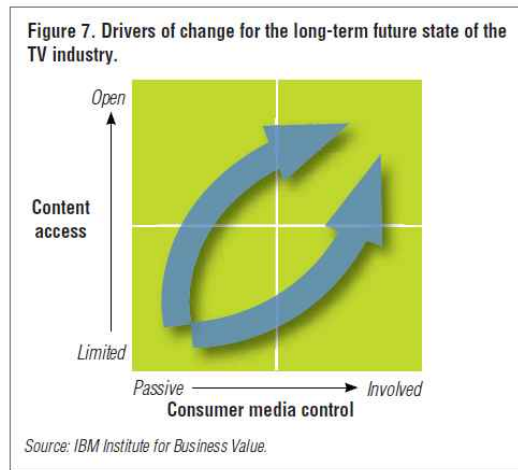 Figure 7. Drivers of change for the long-term future state of the
TV industry.
Open
Content
access
Limited
Passive
Involved
Consumer media control
Source: IBM Institute for Business Value.